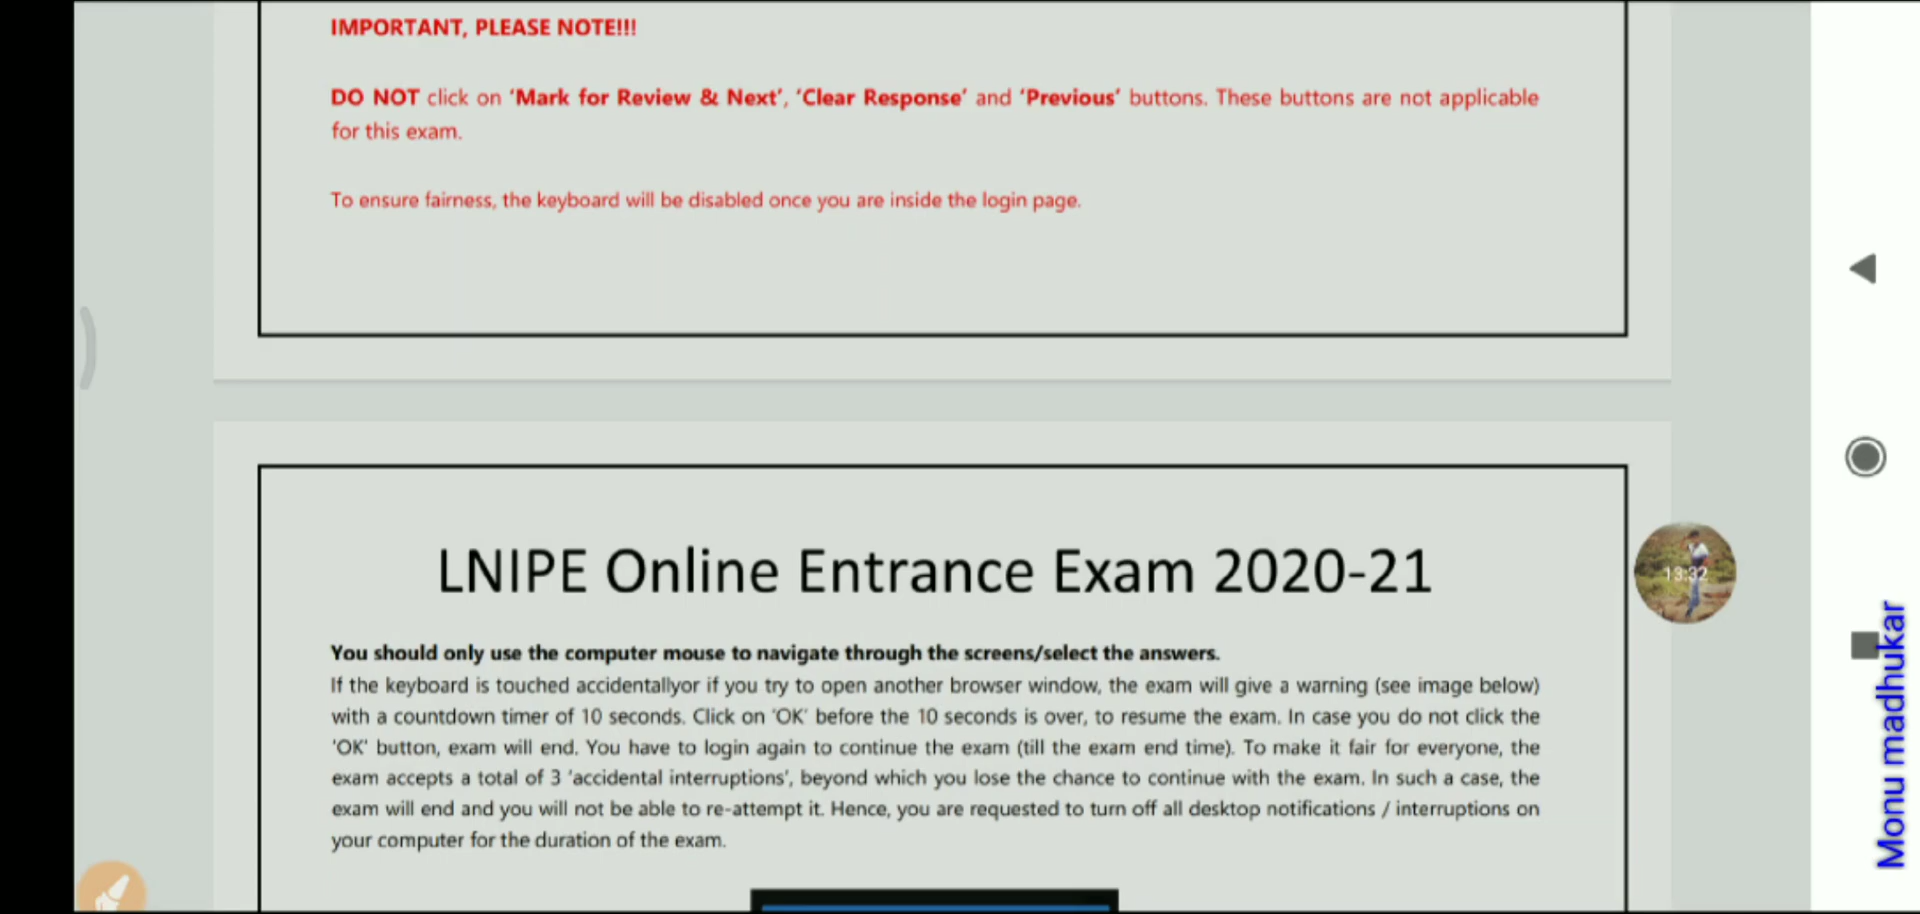 IMPORTANT, PLEASE NOTE!!!
DO NOT click on ‘Mark for Review & Next’, ‘Clear Response’ and ‘Previous’ buttons. These buttons are not applicable
for this exam.
To ensure fairness, the keyboard will be disabled once you are inside the login page.
LNIPE Online Entrance Exam 2020-21
13:32
You should only use the computer mouse to navigate through the screens/select the answers.
If the keyboard is touched accidentallyor if you try to open another browser window, the exam will give a warning (see image below)
with a countdown timer of 10 seconds. Click on ‘OK’ before the 10 seconds is over, to resume the exam. In case you do not click the
‘OK’ button, exam will end. You have to login again to continue the exam (till the exam end time). To make it fair for everyone, the
exam accepts a total of 3 ‘accidental interruptions’, beyond which you lose the chance to continue with the exam. In such a case, the
exam will end and you will not be able to re-attempt it. Hence, you are requested to turn off all desktop notifications / interruptions on
your computer for the duration of the exam.
Monu madhukar